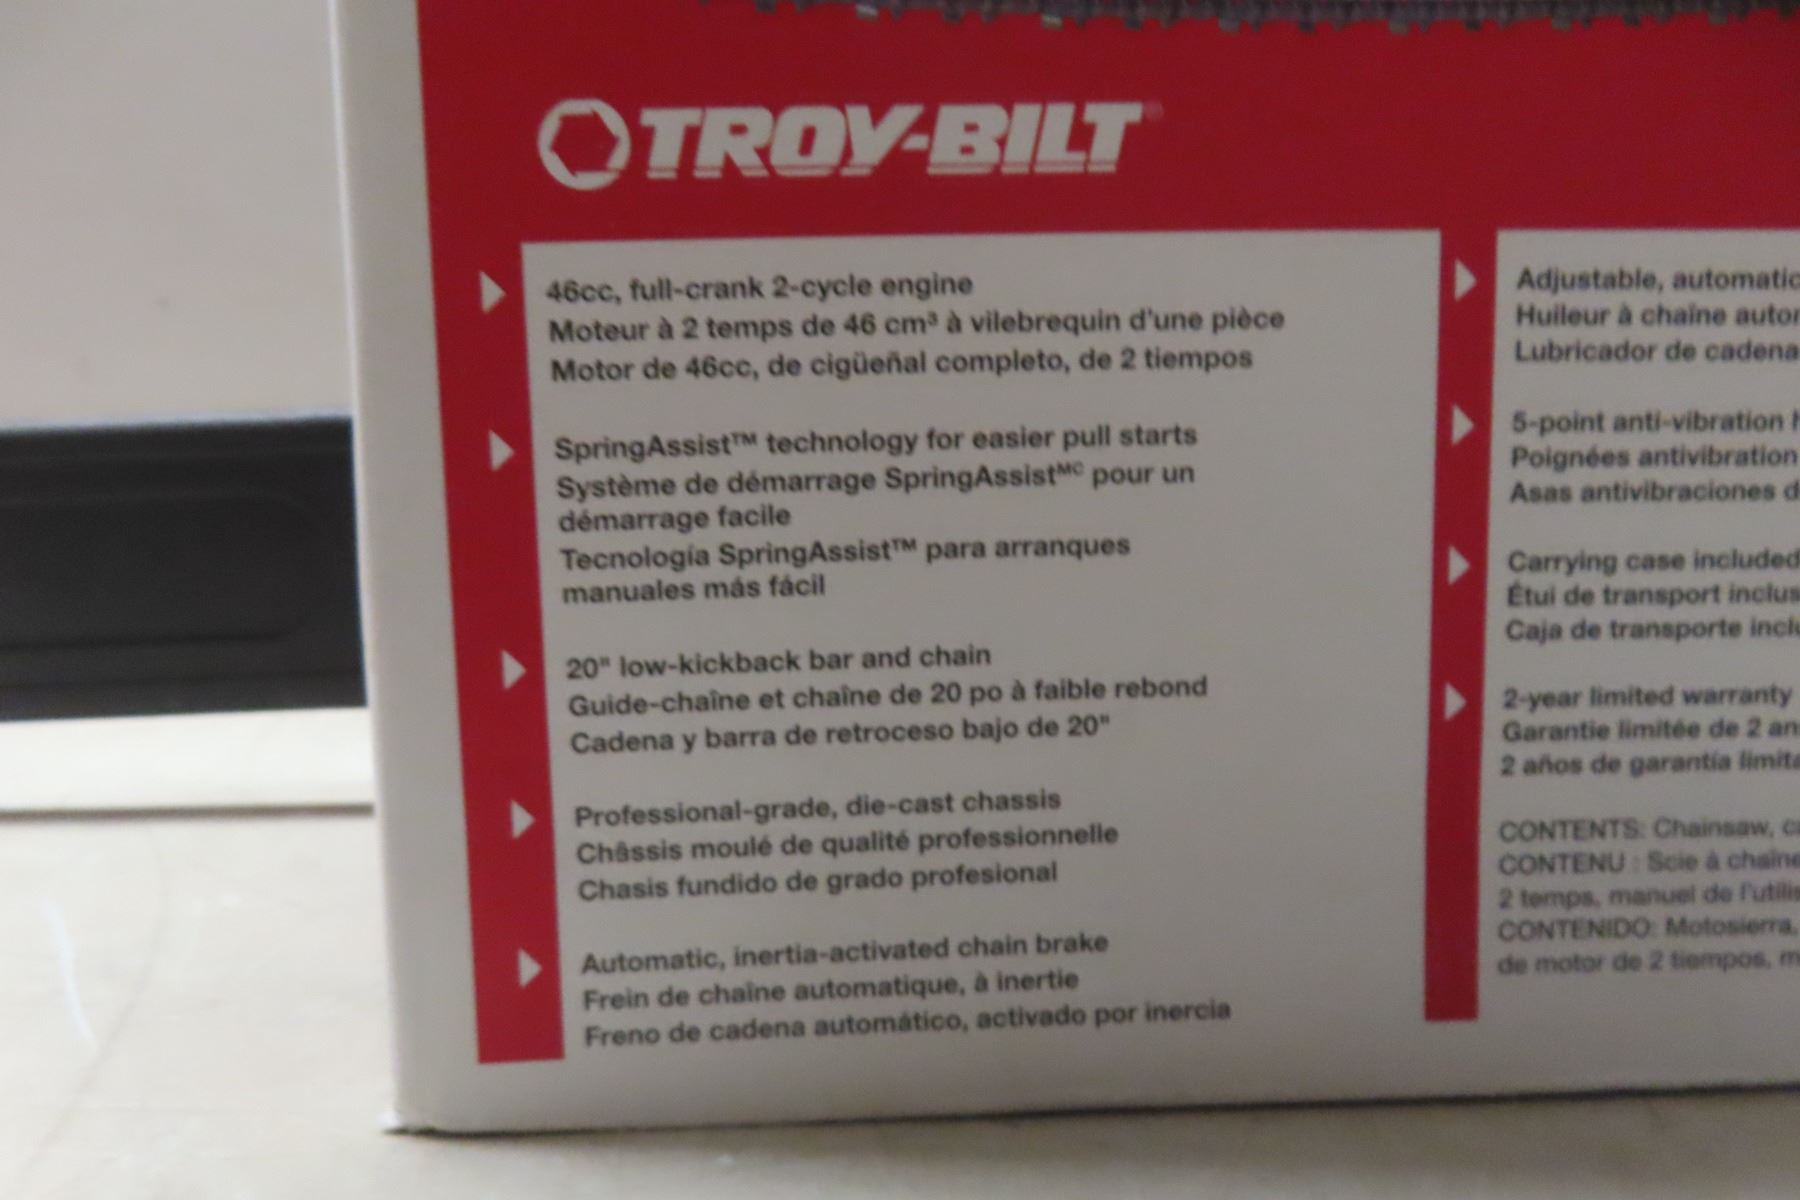 TROY-BILT
46cc, full-crank 2-cycle engine
Moteur à 2 temps de 46 cm³ à vilebrequin d'une pièce
Motor de 46cc, de cigüeñal completo, de 2 tiempos
SpringAssist™ technology for easier pull starts
Système de démarrage SpringAssistᴹᶜ pour un
démarrage facile
Tecnología SpringAssist™ para arranques
manuales más fácil
20" low-kickback bar and chain
Guide-chaîne et chaîne de 20 po à faible rebond
Cadena y barra de retroceso bajo de 20"
Professional-grade, die-cast chassis
Châssis moulé de qualité professionnelle
Chasis fundido de grado profesional
Automatic, inertia-activated chain brake
Frein de chaîne automatique, à inertie
Freno de cadena automático, activado por inercia
Adjustable, automatic
Huileur à chaîne
Lubricador de cadena
5-point anti-vibration
Poignées antivibration
Asas antivibraciones
Carrying case included
Étui de transport
Caja de transporte
2-year limited warranty
Garantie limitée de 2
2 años de garantía
CONTENTS: Chainsaw,
CONTENU : Scie à chaîne
2 temps, manuel de
CONTENIDO: Motosierra,
de motor de 2 tiempos,